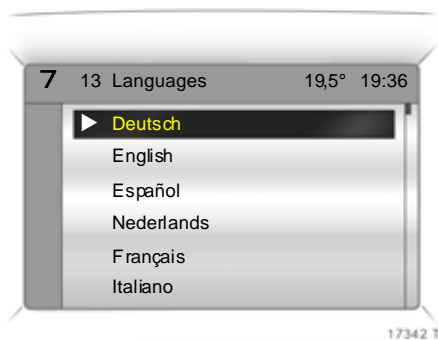 7 13 Languages 19,5° 19:36
Deutsch
English
Español
Nederlands
Français
Italiano
17342 T